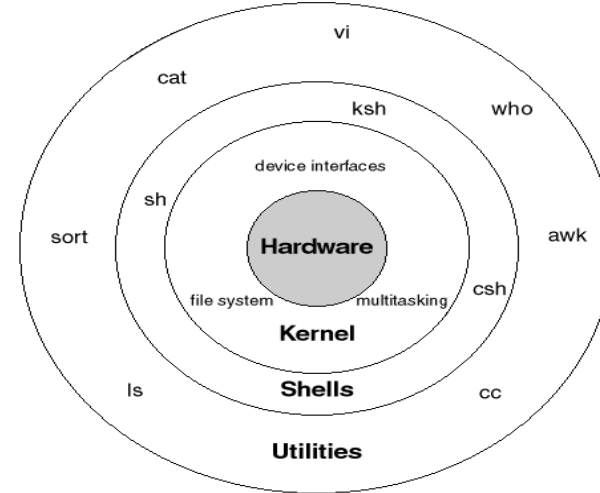 vi
cat
ksh
who
device interfaces
sh
sort
Hardware
awk
csh
file system
multitasking
Kernel
ls
Shells
cc
Utilities